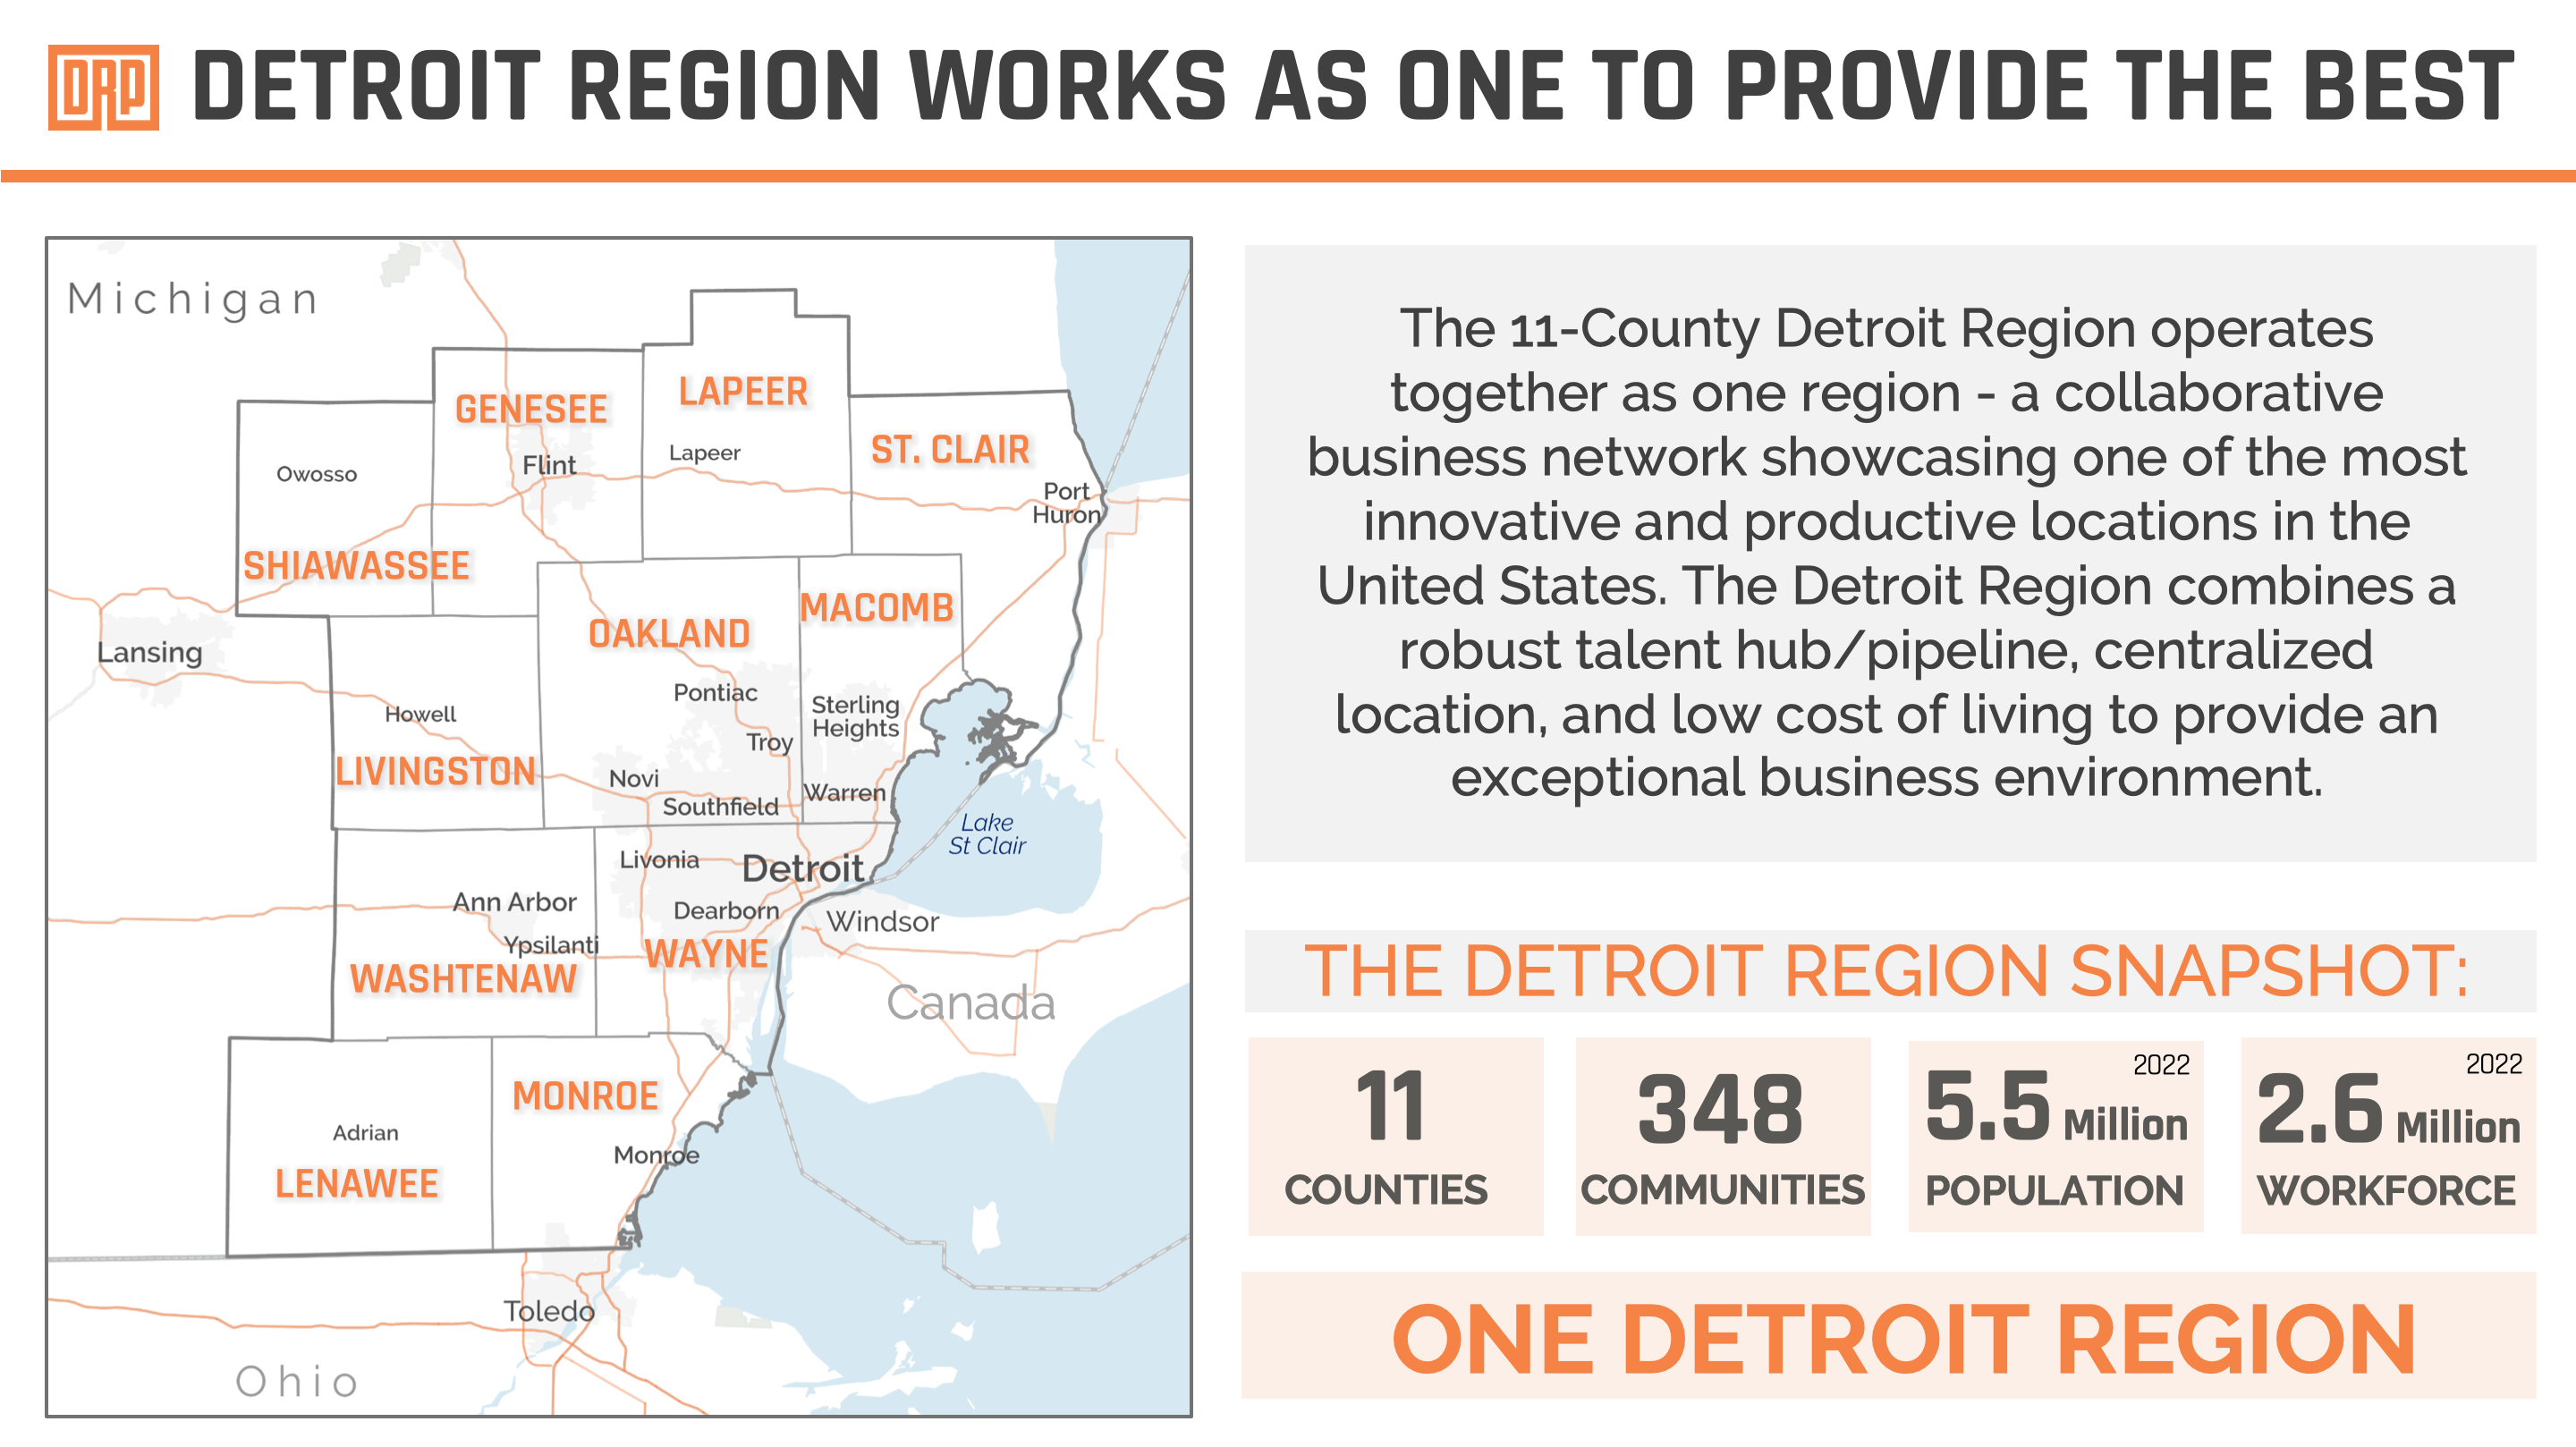 DRP
DETROIT REGION WORKS AS ONE TO PROVIDE THE BEST
Michigan
GENESEE
LAPEER
ST. CLAIR
Owosso
Flint
Lapeer
Port
Huron
SHIAWASSEE
OAKLAND
MACOMB
Lansing
Howell
Pontiac
Sterling
Heights
Troy
LIVINGSTON
Novi
Southfield
Warren
Lake
St Clair
Livonia
Detroit
Ann Arbor
Dearborn
Windsor
Ypsilanti
WAYNE
WASHTENAW
Canada
MONROE
Adrian
Monroe
LENAWEE
Toledo
Ohio
The 11-County Detroit Region operates
together as one region - a collaborative
business network showcasing one of the most
innovative and productive locations in the
United States. The Detroit Region combines a
robust talent hub/pipeline, centralized
location, and low cost of living to provide an
exceptional business environment.
THE DETROIT REGION SNAPSHOT:
11
COUNTIES
348
COMMUNITIES
2022
5.5 Million
POPULATION
2022
2.6 Million
WORKFORCE
ONE DETROIT REGION